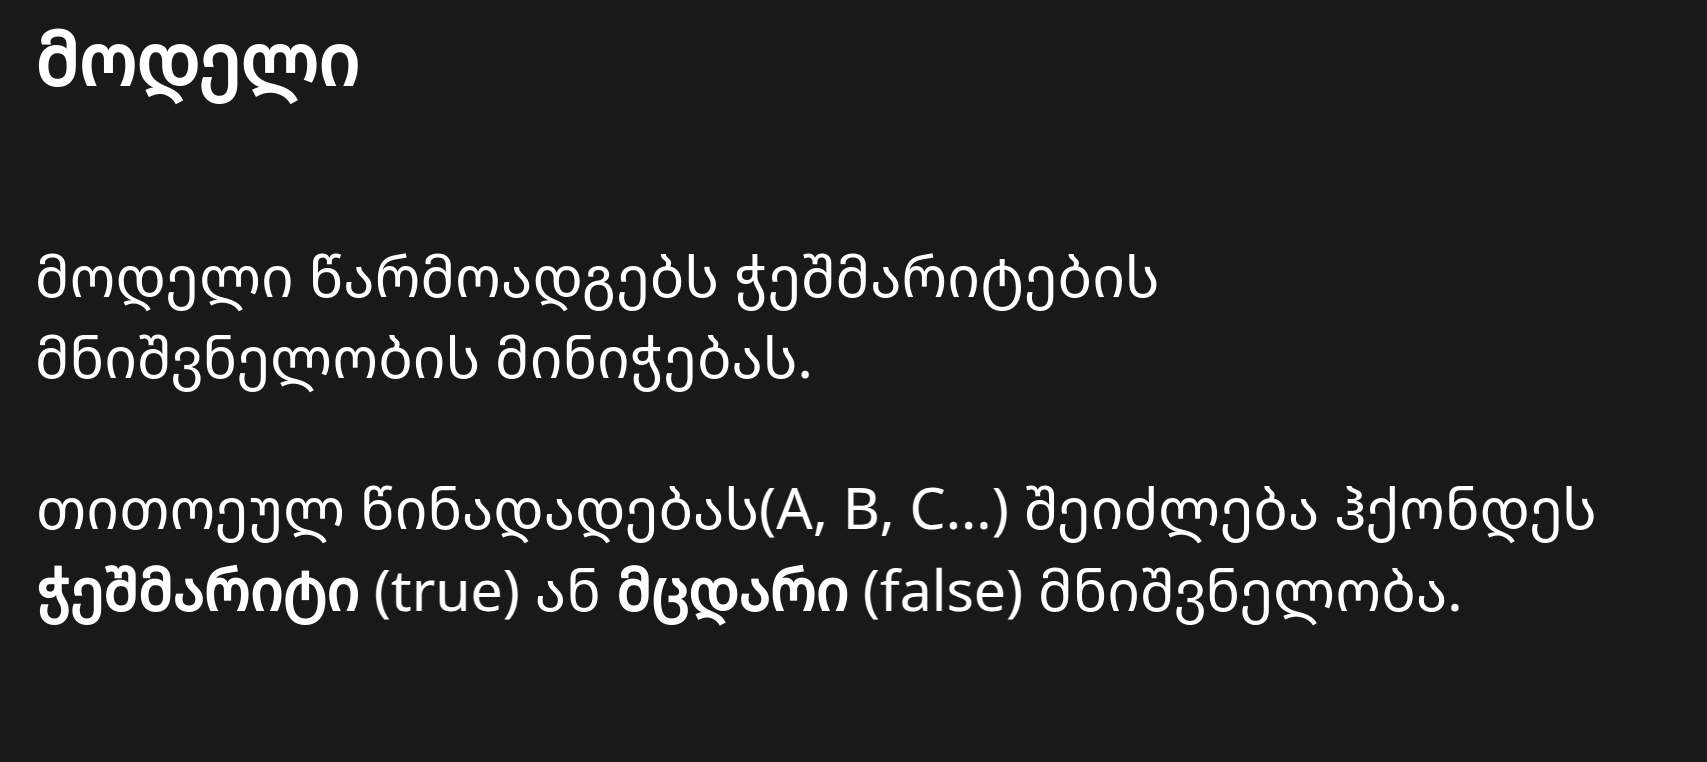 მოდელი
მოდელი წარმოადგებს ჭეშმარიტების
მნიშვნელობის მინიჭებას.
თითოეულ წინადადებას(A, B, C...) შეიძლება ჰქონდეს
ჭეშმარიტი (true) ან მცდარი (false) მნიშვნელობა.